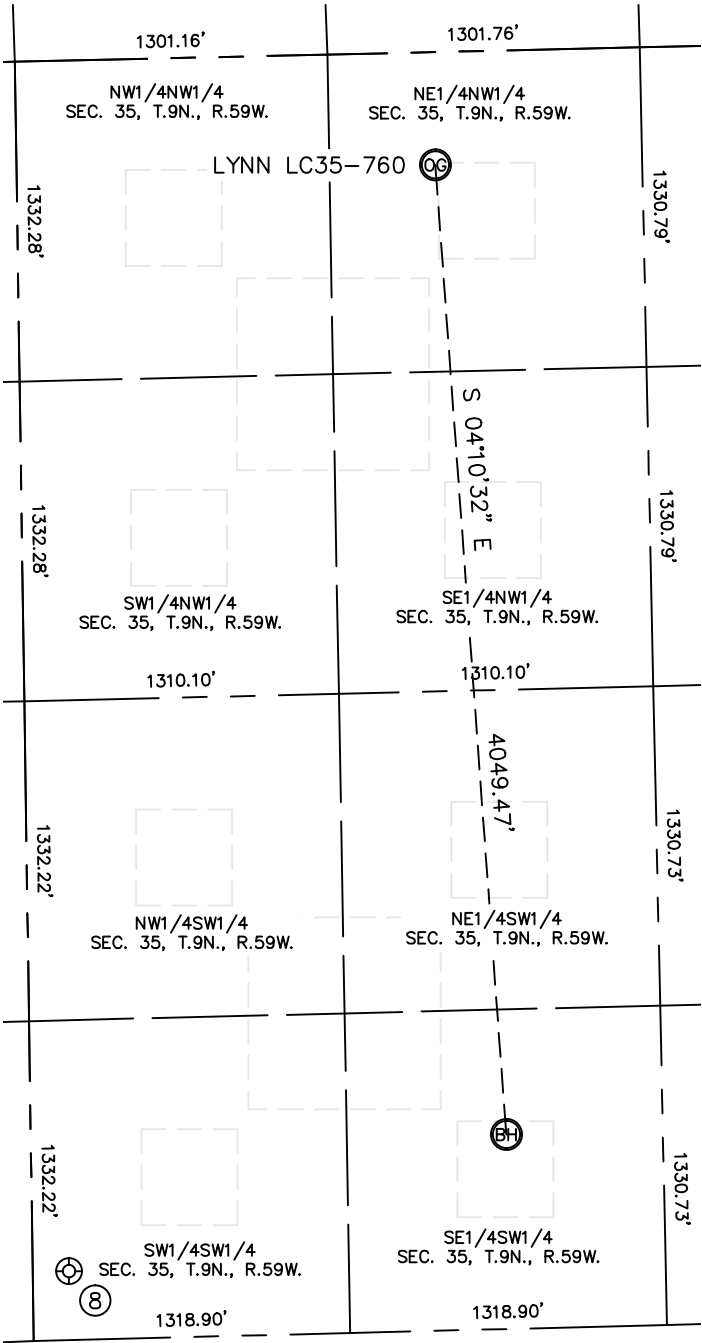 1301.16'
1301.76'
NW1/4NW1/4
SEC. 35, T.9N., R.59W.
NE1/4NW1/4
SEC. 35, T.9N., R.59W.
LYNN LC35-760
OG
1332.28'
1330.79'
S 04°10'32" E
1332.28'
1330.79'
SW1/4NW1/4
SEC. 35, T.9N., R.59W.
SE1/4NW1/4
SEC. 35, T.9N., R.59W.
1310.10'
1310.10'
4049.47'
1332.22'
1330.73'
NW1/4SW1/4
SEC. 35, T.9N., R.59W.
NE1/4SW1/4
SEC. 35, T.9N., R.59W.
BH
1332.22'
1330.73'
SW1/4SW1/4
SEC. 35, T.9N., R.59W.
SE1/4SW1/4
SEC. 35, T.9N., R.59W.
8
1318.90'
1318.90'